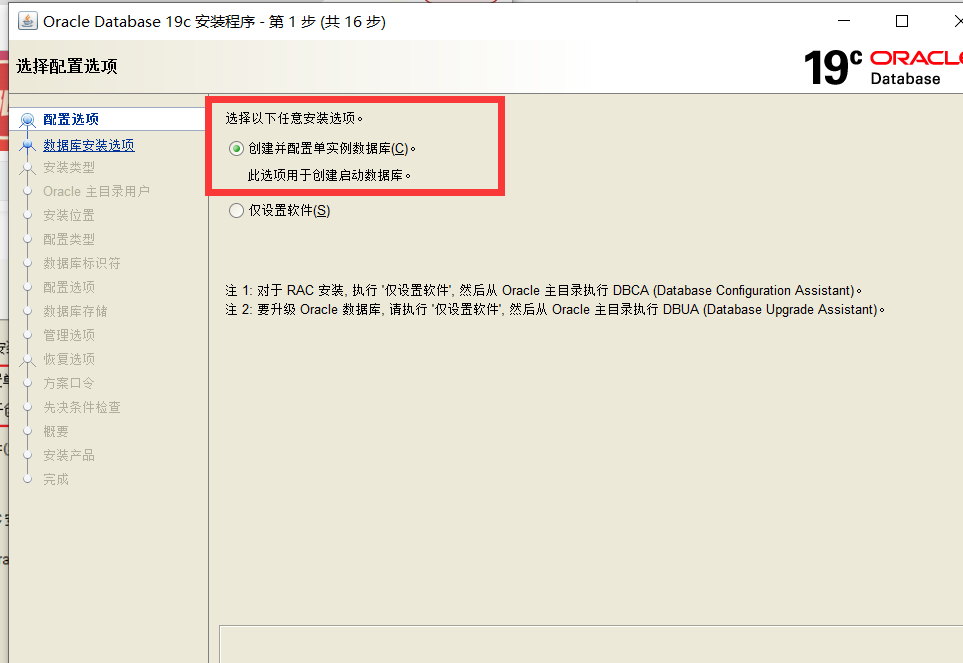 Oracle Database 19c 安装程序 - 第 1 步 (共 16 步)
选择配置选项
19c ORACLE
Database
配置选项
数据库安装选项
安装类型
Oracle 主目录用户
安装位置
配置类型
数据库标识符
配置选项
数据库存储
管理选项
恢复选项
方案口令
先决条件检查
概要
安装产品
完成
选择以下任意安装选项。
创建并配置单实例数据库(C)。
此选项用于创建启动数据库。
仅设置软件(S)
注 1: 对于 RAC 安装, 执行 '仅设置软件', 然后从 Oracle 主目录执行 DBCA (Database Configuration Assistant)。
注 2: 要升级 Oracle 数据库, 请执行 '仅设置软件', 然后从 Oracle 主目录执行 DBUA (Database Upgrade Assistant)。